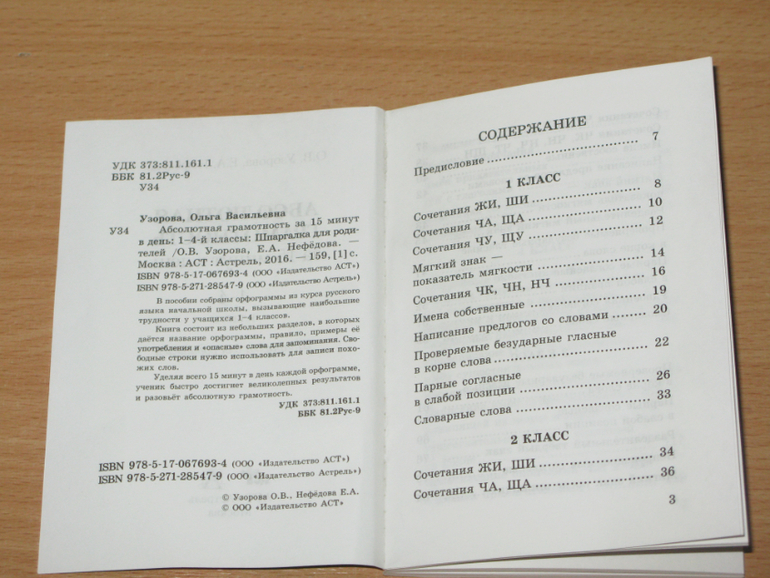 УДК 373:811.161.1
ББК 81.2Рус-9
У34
Узорова, Ольга Васильевна
У34 Абсолютная грамотность за 15 минут
в день: 1–4-й классы: Шпаргалка для роди-
телей /О.В. Узорова, Е.А. Нефёдова. —
Москва : АСТ : Астрель, 2016. — 159, [1] с.
ISBN 978-5-17-067693-4 (ООО «Издательство АСТ»)
ISBN 978-5-271-28547-9 (ООО «Издательство Астрель»)
В пособии собраны орфограммы из курса русского
языка начальной школы, вызывающие наибольшие
трудности у учащихся 1–4 классов.
Книга состоит из небольших разделов, в которых
даётся название орфограммы, правило, примеры её
употребления и «опасные» слова для запоминания. Сво-
бодные строки нужно использовать для записи похо-
жих слов.
Уделяя всего 15 минут в день каждой орфограмме,
ученик быстро достигнет великолепных результатов
и разовьёт абсолютную грамотность.
УДК 373:811.161.1
ББК 81.2Рус-9
ISBN 978-5-17-067693-4 (ООО «Издательство АСТ»)
ISBN 978-5-271-28547-9 (ООО «Издательство Астрель»)
© Узорова О.В., Нефёдова Е.А.
© ООО «Издательство АСТ»
СОДЕРЖАНИЕ
Предисловие ........ 7
1 КЛАСС
Сочетания ЖИ, ШИ ........ 8
Сочетания ЧА, ЩА ........ 10
Сочетания ЧУ, ЩУ ........ 12
Мягкий знак —
показатель мягкости ........ 14
Сочетания ЧК, ЧН, НЧ ........ 16
Имена собственные ........ 19
Написание предлогов со словами ........ 20
Проверяемые безударные гласные
в корне слова ........ 22
Парные согласные
в слабой позиции ........ 26
Словарные слова ........ 33
2 КЛАСС
Сочетания ЖИ, ШИ ........ 34
Сочетания ЧА, ЩА ........ 36
3